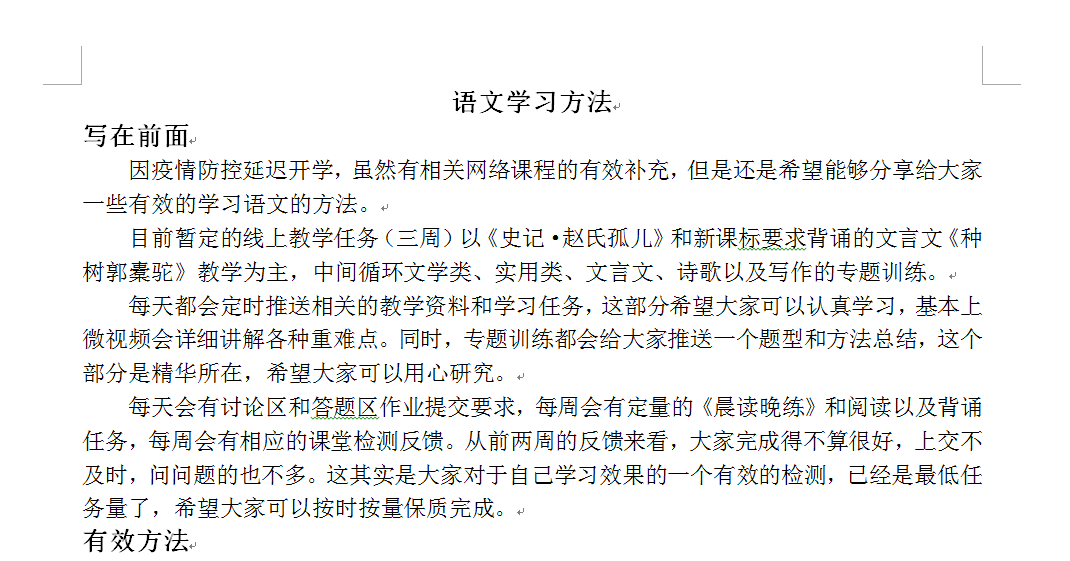 语文学习方法
写在前面
因疫情防控延迟开学，虽然有相关网络课程的有效补充，但是还是希望能够分享给大家
一些有效的学习语文的方法。
目前暂定的线上教学任务（三周）以《史记·赵氏孤儿》和新课标要求背诵的文言文《种
树郭橐驼》教学为主，中间循环文学类、实用类、文言文、诗歌以及写作的专题训练。
每天都会定时推送相关的教学资料和学习任务，这部分希望大家可以认真学习，基本上
微视频会详细讲解各种重难点。同时，专题训练都会给大家推送一个题型和方法总结，这个
部分是精华所在，希望大家可以用心研究。
每天会有讨论区和答题区作业提交要求，每周会有定量的《晨读晚练》和阅读以及背诵
任务，每周会有相应的课堂检测反馈。从前两周的反馈来看，大家完成得不算很好，上交不
及时，问问题的也不多。这其实是大家对于自己学习效果的一个有效的检测，已经是最低任
务量了，希望大家可以按时按量保质完成。
有效方法